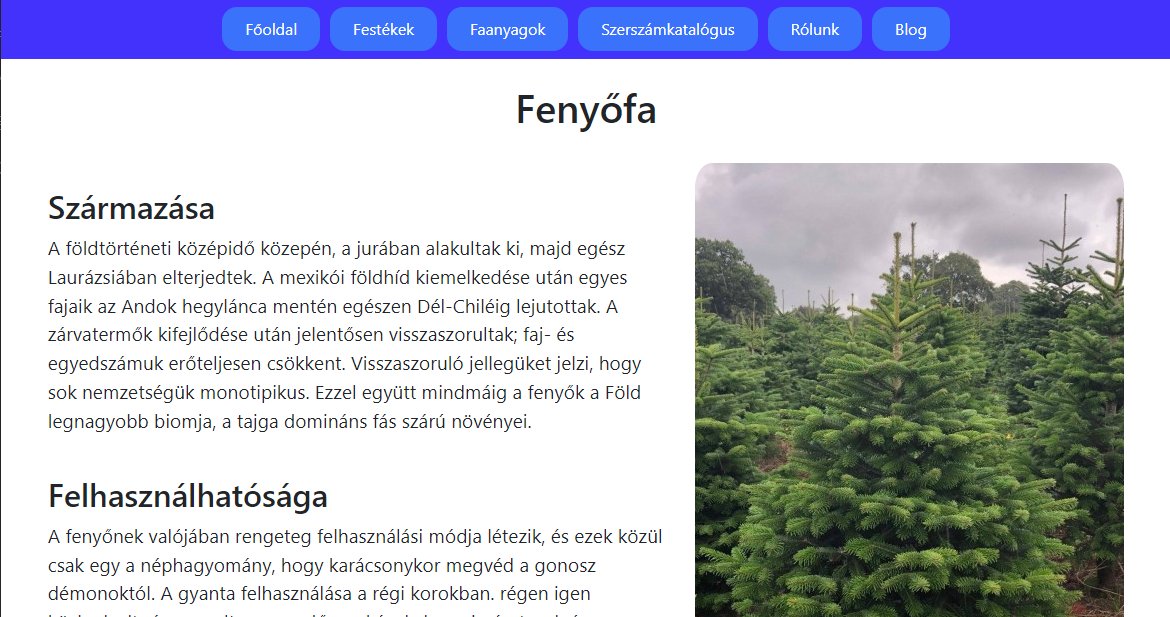 Főoldal Festékek Faanyagok Szerszámkatalógus Rólunk Blog
Fenyőfa
Származása
A földtörténeti középidő közepén, a jurában alakultak ki, majd egész
Laurázsiában elterjedtek. A mexikói földhíd kiemelkedése után egyes
fajaik az Andok hegylánca mentén egészen Dél-Chiléig lejutottak. A
zárvatermők kifejlődése után jelentősen visszaszorultak; faj- és
egyedszámuk erőteljesen csökkent. Visszaszoruló jellegüket jelzi, hogy
sok nemzetségük monotipikus. Ezzel együtt mindmáig a fenyők a Föld
legnagyobb biomja, a tajga domináns fás szárú növényei.
Felhasználhatósága
A fenyőnek valójában rengeteg felhasználási módja létezik, és ezek közül
csak egy a néphagyomány, hogy karácsonykor megvéd a gonosz
démonoktól. A gyanta felhasználása a régi korokban. régen igen